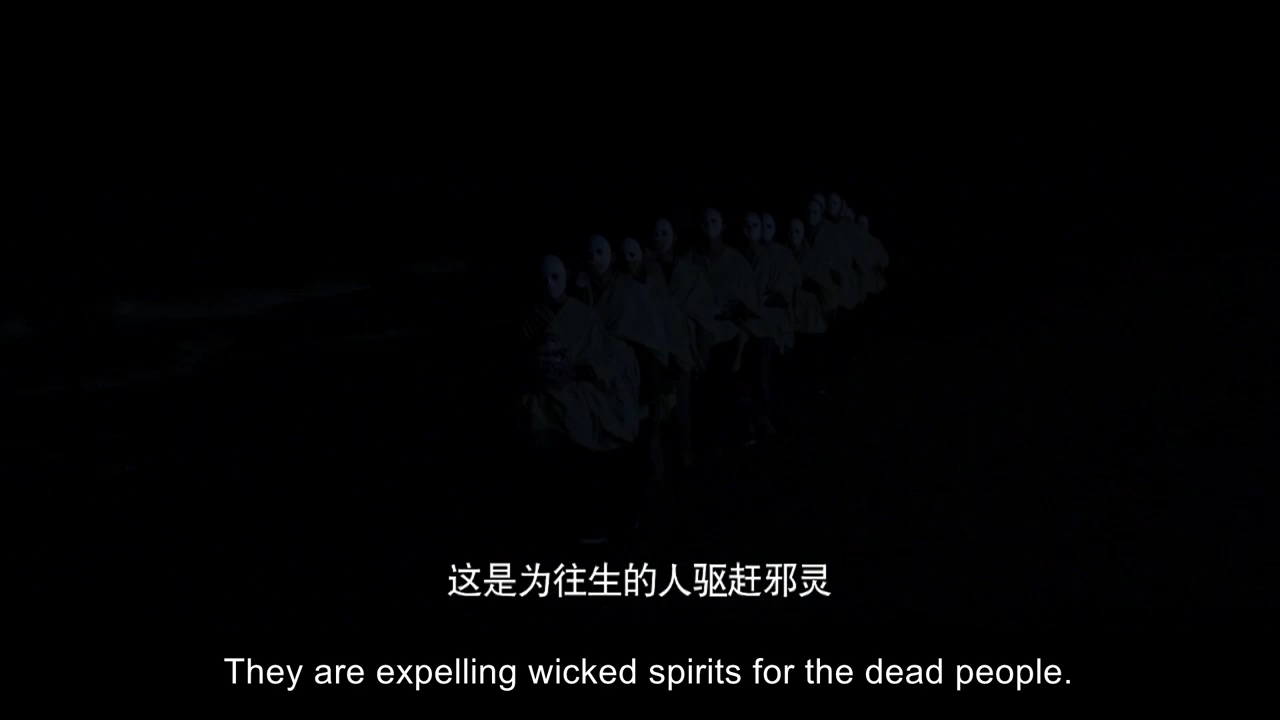 这是为往生的人驱赶邪灵
They are expelling wicked spirits for the dead people.